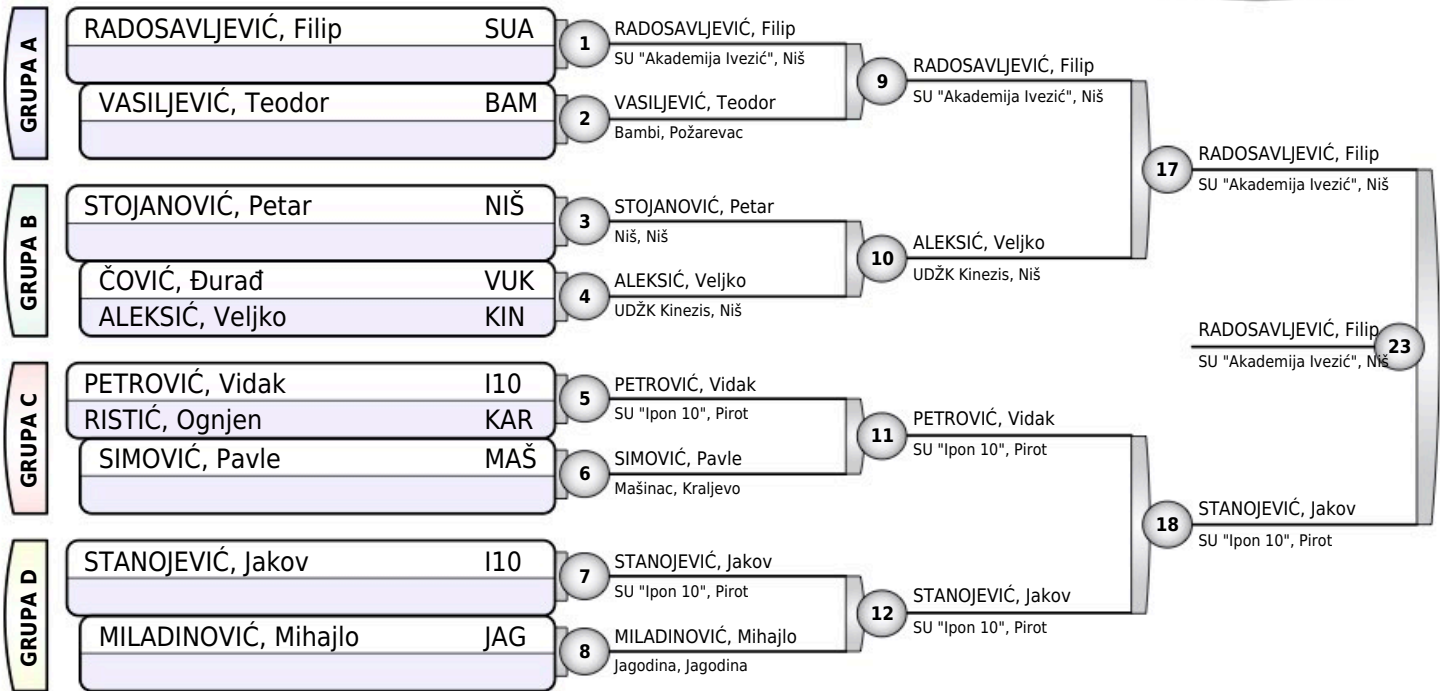 GRUPA A
RADOSAVLJEVIĆ, Filip SUA
VASILJEVIĆ, Teodor BAM
GRUPA B
STOJANOVIĆ, Petar NIŠ
ČOVIĆ, Đurađ VUK
ALEKSIĆ, Veljko KIN
GRUPA C
PETROVIĆ, Vidak I10
RISTIĆ, Ognjen KAR
SIMOVIĆ, Pavle MAŠ
GRUPA D
STANOJEVIĆ, Jakov I10
MILADINOVIĆ, Mihajlo JAG
1
RADOSAVLJEVIĆ, Filip
SU "Akademija Ivezić", Niš
2
VASILJEVIĆ, Teodor
Bambi, Požarevac
3
STOJANOVIĆ, Petar
Niš, Niš
4
ALEKSIĆ, Veljko
UDŽK Kinezis, Niš
5
PETROVIĆ, Vidak
SU "Ipon 10", Pirot
6
SIMOVIĆ, Pavle
Mašinac, Kraljevo
7
STANOJEVIĆ, Jakov
SU "Ipon 10", Pirot
8
MILADINOVIĆ, Mihajlo
Jagodina, Jagodina
9
RADOSAVLJEVIĆ, Filip
SU "Akademija Ivezić", Niš
10
ALEKSIĆ, Veljko
UDŽK Kinezis, Niš
11
PETROVIĆ, Vidak
SU "Ipon 10", Pirot
12
STANOJEVIĆ, Jakov
SU "Ipon 10", Pirot
17
RADOSAVLJEVIĆ, Filip
SU "Akademija Ivezić", Niš
18
STANOJEVIĆ, Jakov
SU "Ipon 10", Pirot
RADOSAVLJEVIĆ, Filip
SU "Akademija Ivezić", Niš
23